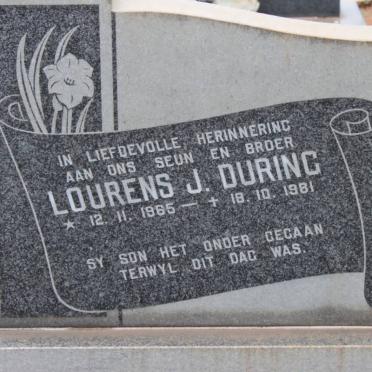 IN LIEFDEVOLLE HERINNERING
AAN ONS SEUN EN BROER
LOURENS J. DURING
* 12. 11. 1965 — + 18. 10. 1981
SY SON HET ONDER GEGAAN
TERWYL DIT DAG WAS.